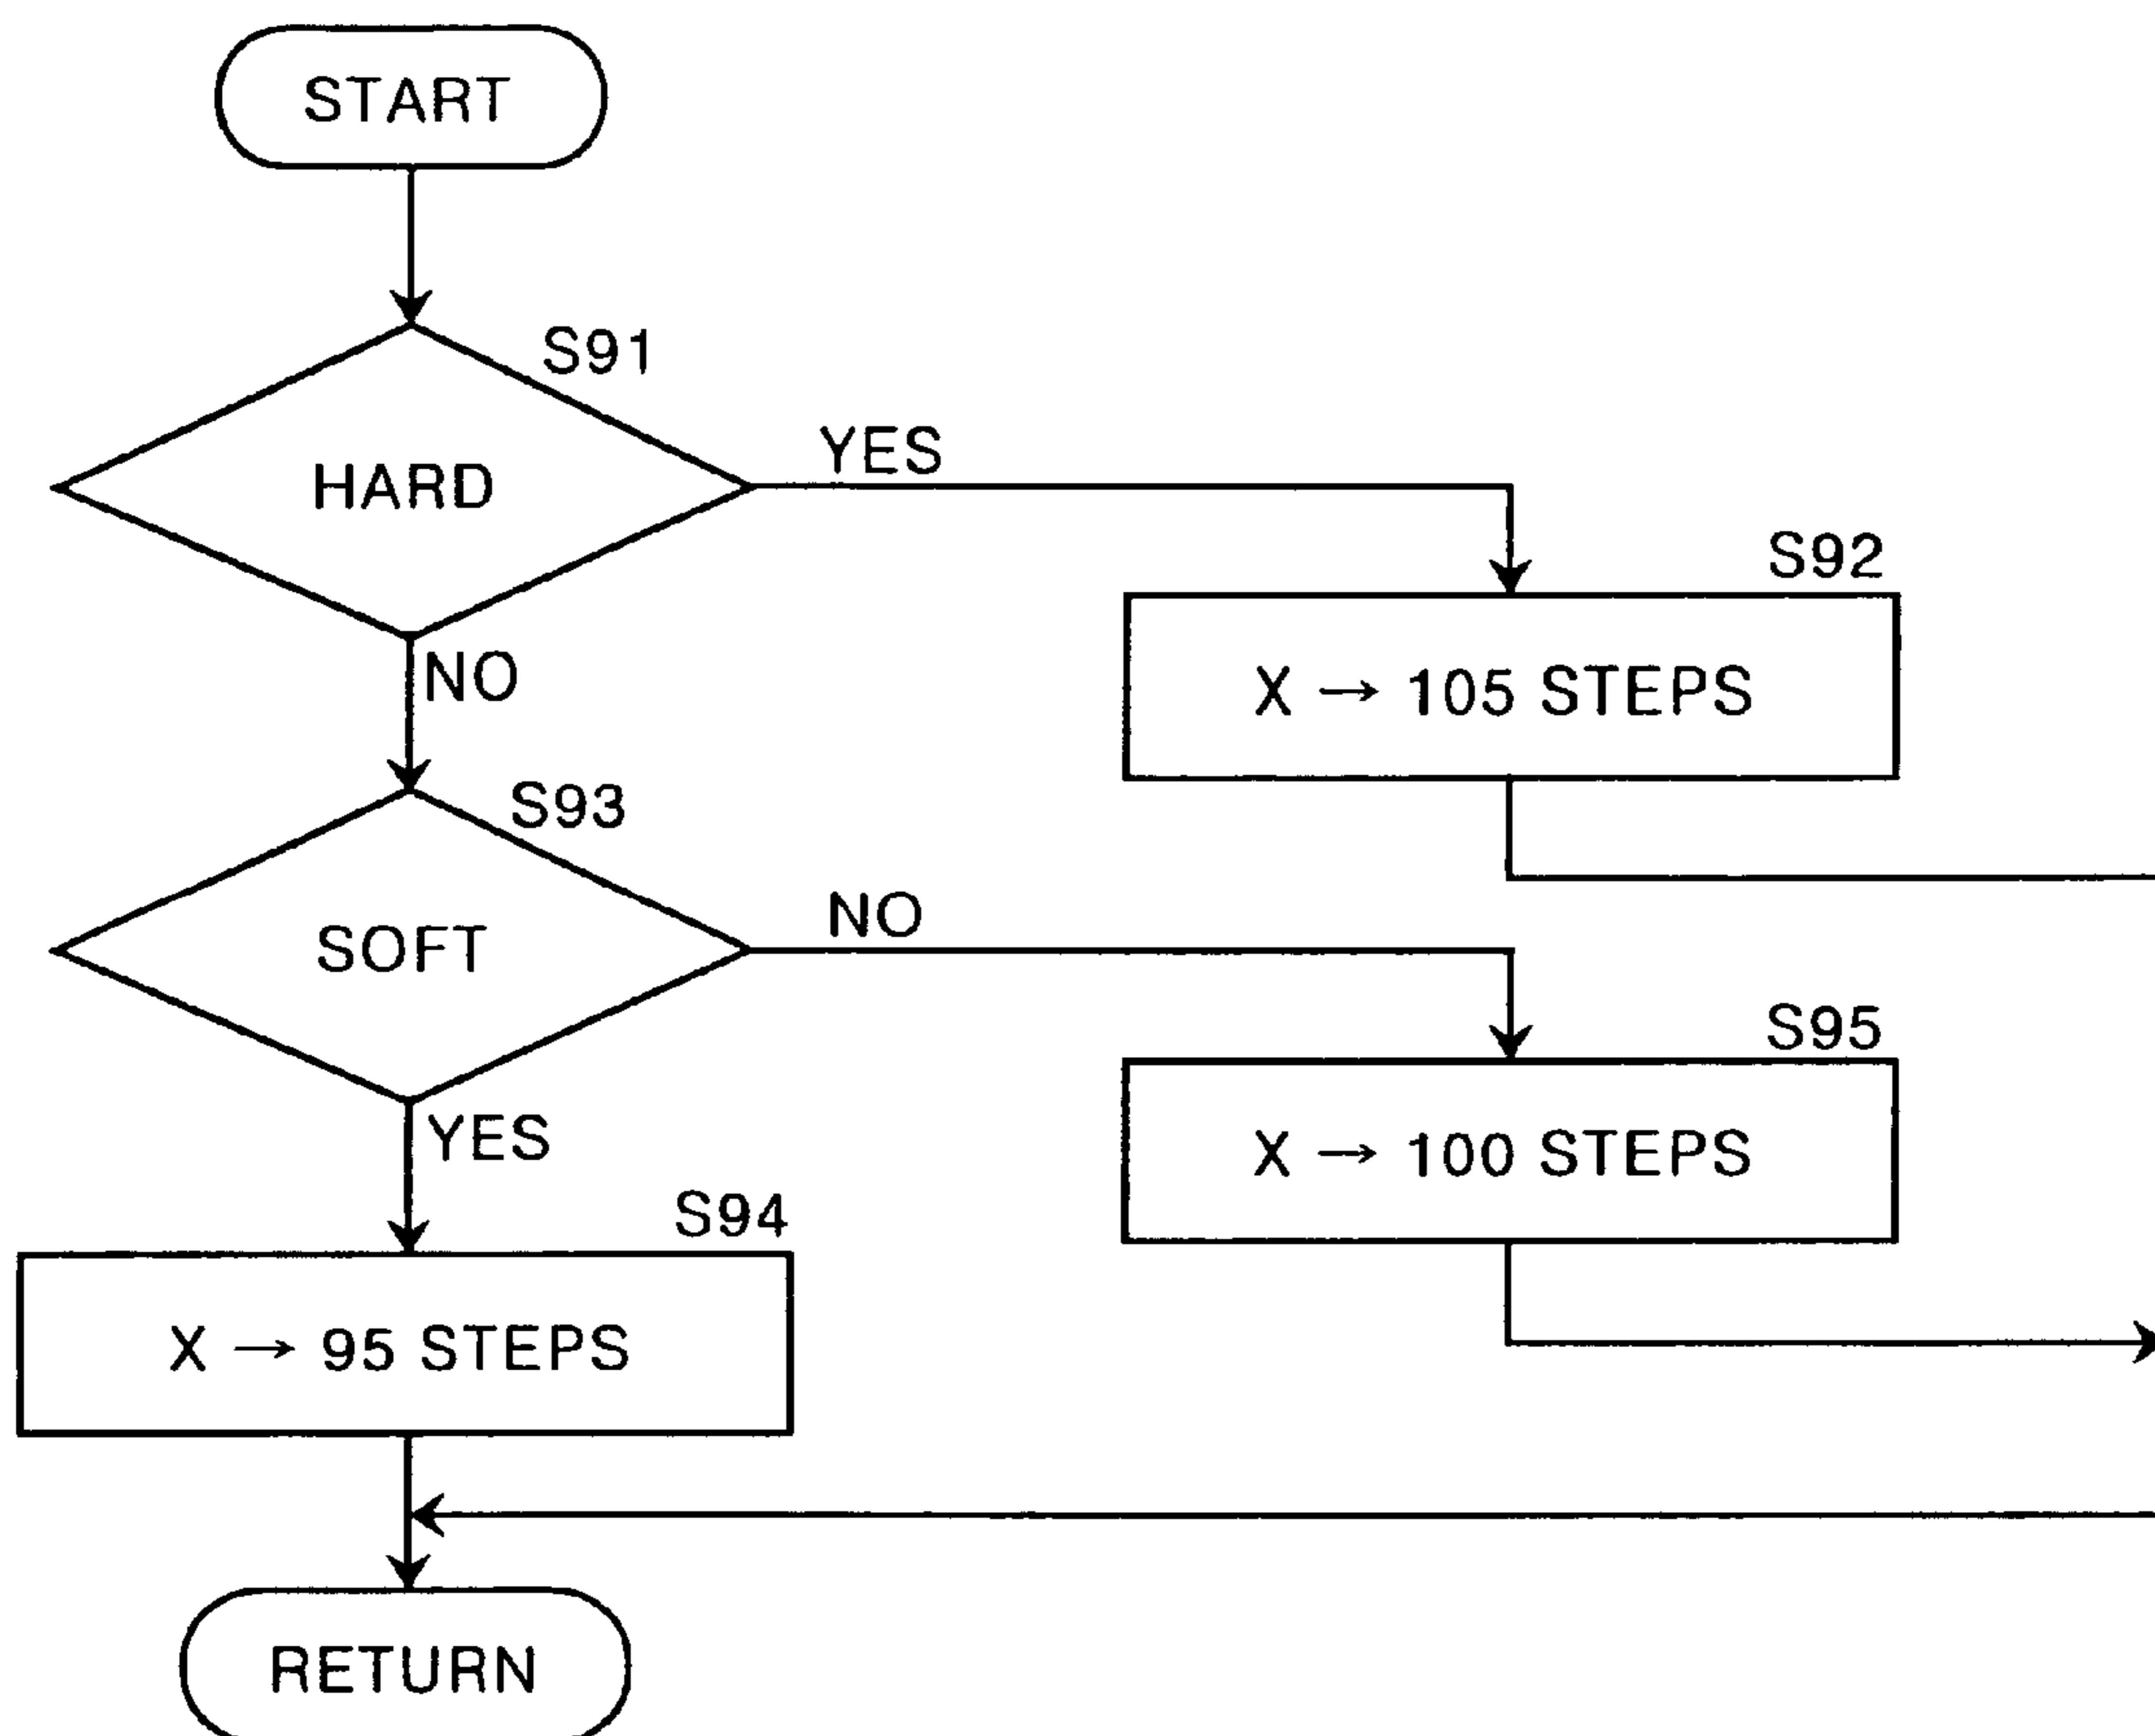 START
S91
HARD
YES
S92
X → 105 STEPS
NO
S93
SOFT
NO
S95
X → 100 STEPS
YES
S94
X → 95 STEPS
RETURN